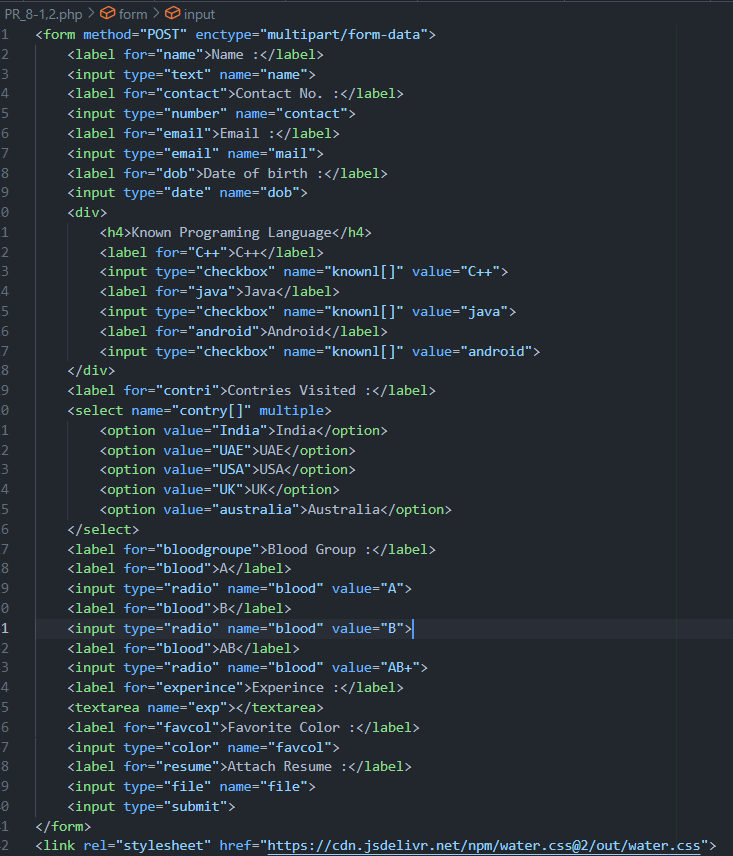 PR_8-1,2.php > form > input
1 <form method="POST" enctype="multipart/form-data">
2 <label for="name">Name :</label>
3 <input type="text" name="name">
4 <label for="contact">Contact No. :</label>
5 <input type="number" name="contact">
6 <label for="email">Email :</label>
7 <input type="email" name="mail">
8 <label for="dob">Date of birth :</label>
9 <input type="date" name="dob">
0 <div>
1 <h4>Known Programing Language</h4>
2 <label for="C++">C++</label>
3 <input type="checkbox" name="knownl[]" value="C++">
4 <label for="java">Java</label>
5 <input type="checkbox" name="knownl[]" value="java">
6 <label for="android">Android</label>
7 <input type="checkbox" name="knownl[]" value="android">
8 </div>
9 <label for="contri">Contries Visited :</label>
0 <select name="contry[]" multiple>
1 <option value="India">India</option>
2 <option value="UAE">UAE</option>
3 <option value="USA">USA</option>
4 <option value="UK">UK</option>
5 <option value="australia">Australia</option>
6 </select>
7 <label for="bloodgroupe">Blood Group :</label>
8 <label for="blood">A</label>
9 <input type="radio" name="blood" value="A">
0 <label for="blood">B</label>
1 <input type="radio" name="blood" value="B">
2 <label for="blood">AB</label>
3 <input type="radio" name="blood" value="AB+">
4 <label for="experince">Experince :</label>
5 <textarea name="exp"></textarea>
6 <label for="favcol">Favorite Color :</label>
7 <input type="color" name="favcol">
8 <label for="resume">Attach Resume :</label>
9 <input type="file" name="file">
0 <input type="submit">
1 </form>
2 <link rel="stylesheet" href="https://cdn.jsdelivr.net/npm/water.css@2/out/water.css">